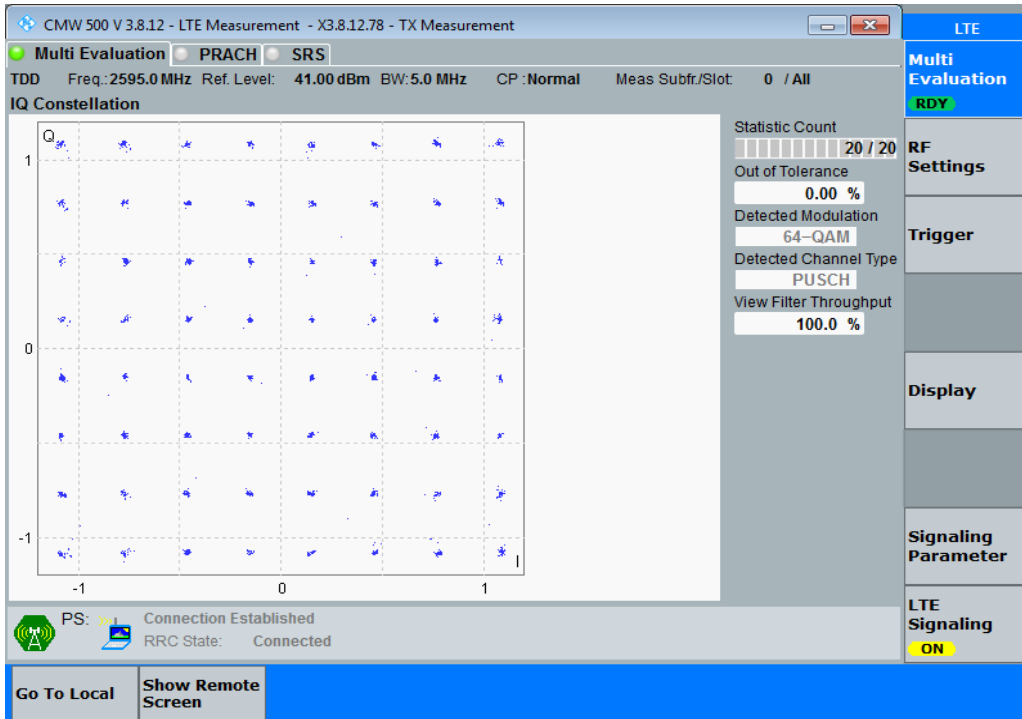 CMW 500 V 3.8.12 - LTE Measurement - X3.8.12.78 - TX Measurement
LTE
Multi Evaluation PRACH SRS
TDD Freq.: 2595.0 MHz Ref. Level: 41.00 dBm BW: 5.0 MHz CP : Normal Meas Subfr./Slot: 0 / All
IQ Constellation
Q
1
0
-1
-1 0 1
I
Statistic Count
20 / 20
Out of Tolerance
0.00 %
Detected Modulation
64-QAM
Detected Channel Type
PUSCH
View Filter Throughput
100.0 %
Multi
Evaluation
RDY
RF
Settings
Trigger
Display
Signaling
Parameter
LTE
Signaling
ON
PS: Connection Established
RRC State: Connected
Go To Local
Show Remote
Screen